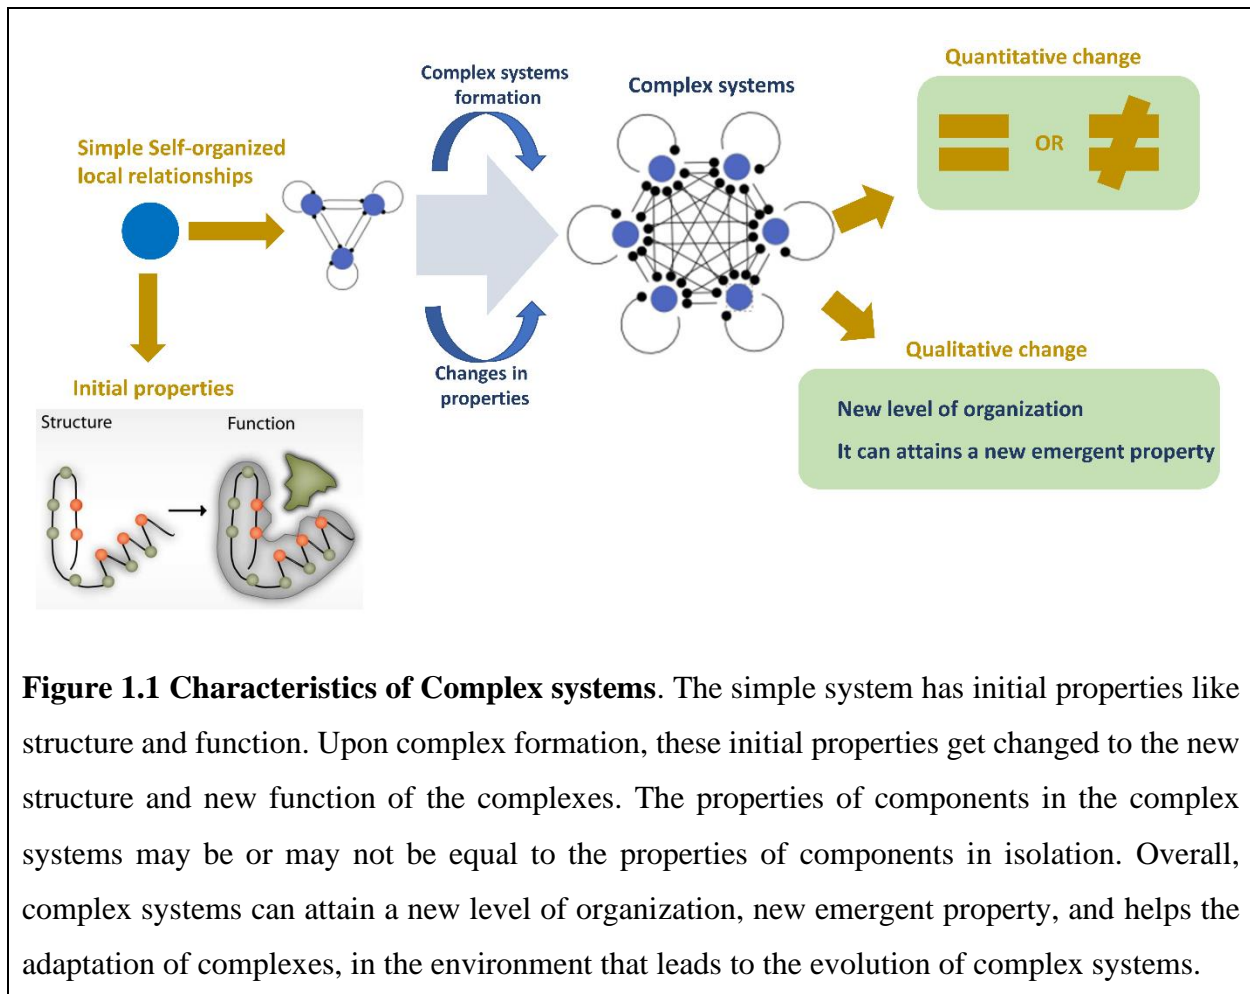 Simple Self-organized
local relationships
Initial properties
Structure
Function
Complex systems
formation
Changes in
properties
Complex systems
Quantitative change
OR
Qualitative change
New level of organization
It can attains a new emergent property
Figure 1.1 Characteristics of Complex systems. The simple system has initial properties like
structure and function. Upon complex formation, these initial properties get changed to the new
structure and new function of the complexes. The properties of components in the complex
systems may be or may not be equal to the properties of components in isolation. Overall,
complex systems can attain a new level of organization, new emergent property, and helps the
adaptation of complexes, in the environment that leads to the evolution of complex systems.